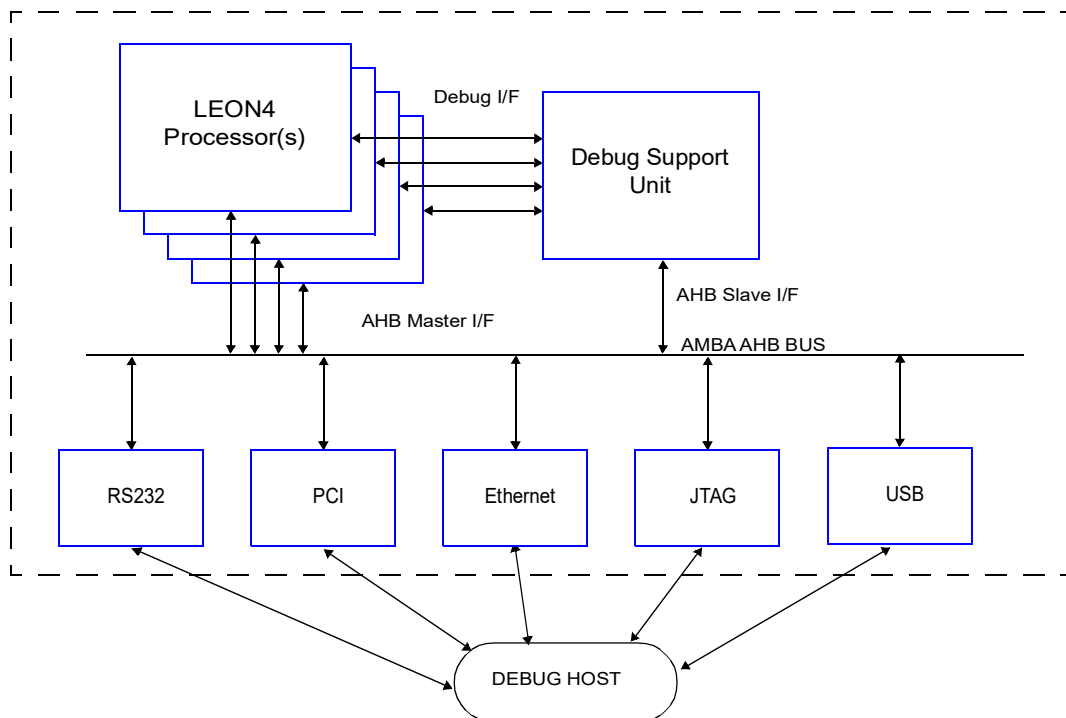 LEON4
Processor(s)
Debug I/F
Debug Support
Unit
AHB Slave I/F
AHB Master I/F
AMBA AHB BUS
RS232
PCI
Ethernet
JTAG
USB
DEBUG HOST